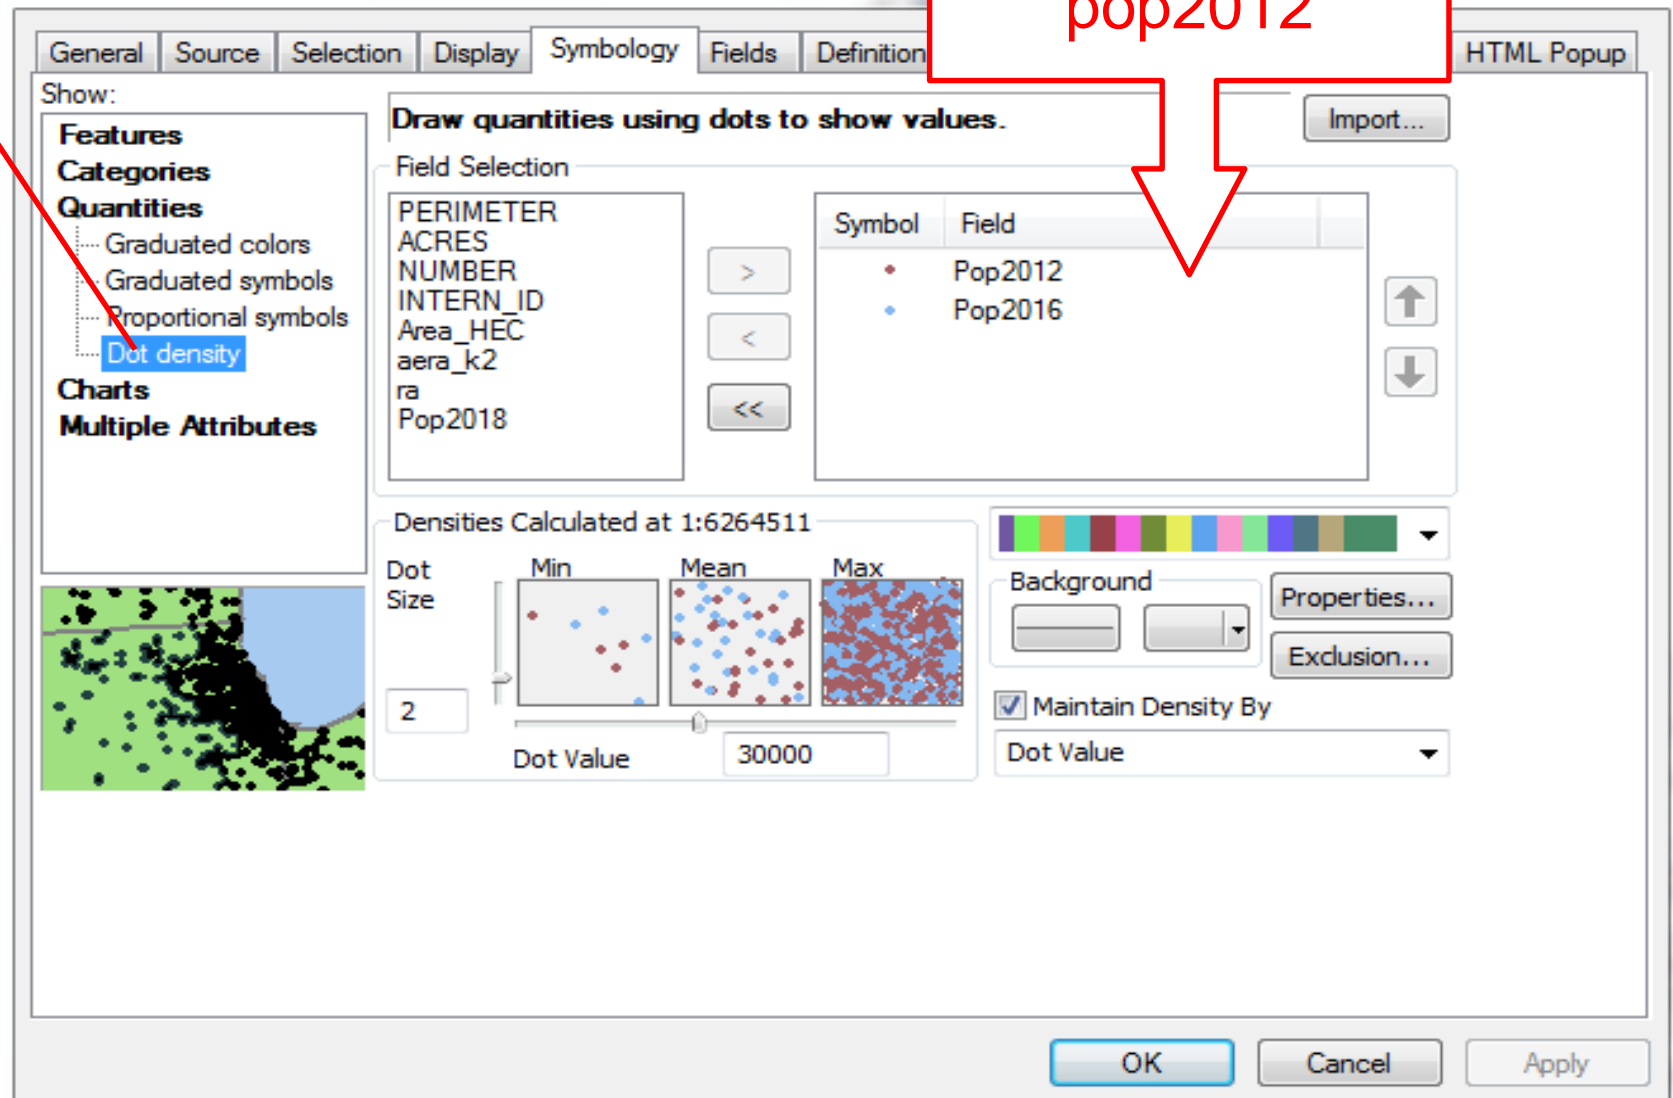 pop2012
General Source Selection Display Symbology Fields Definition HTML Popup
Show:
Features
Categories
Quantities
Graduated colors
Graduated symbols
Proportional symbols
Dot density
Charts
Multiple Attributes
Draw quantities using dots to show values.
Import...
Field Selection
PERIMETER
ACRES
NUMBER
INTERN_ID
Area_HEC
aera_k2
ra
Pop2018
>
<
<<
Symbol Field
Pop2012
Pop2016
Densities Calculated at 1:6264511
Dot
Size
Min Mean Max
2
Dot Value 30000
Background
Properties...
Exclusion...
Maintain Density By
Dot Value
OK Cancel Apply